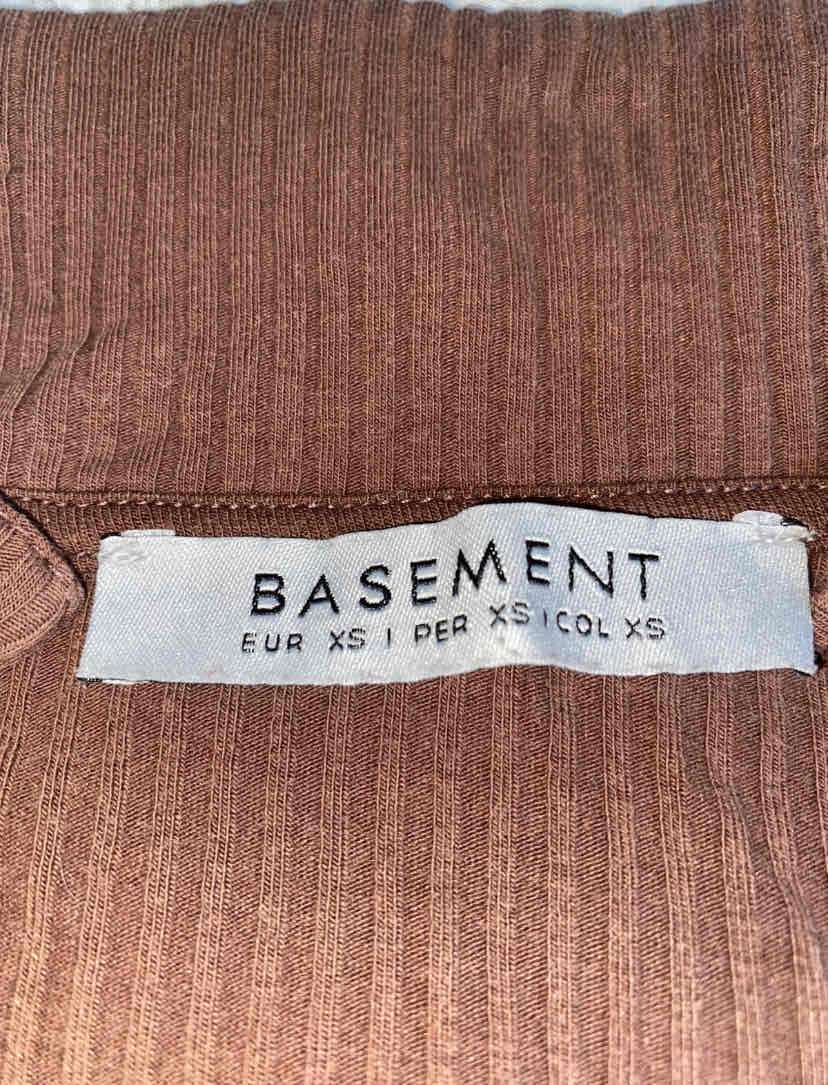 BASEMENT
EUR XS | PER XS | COL XS